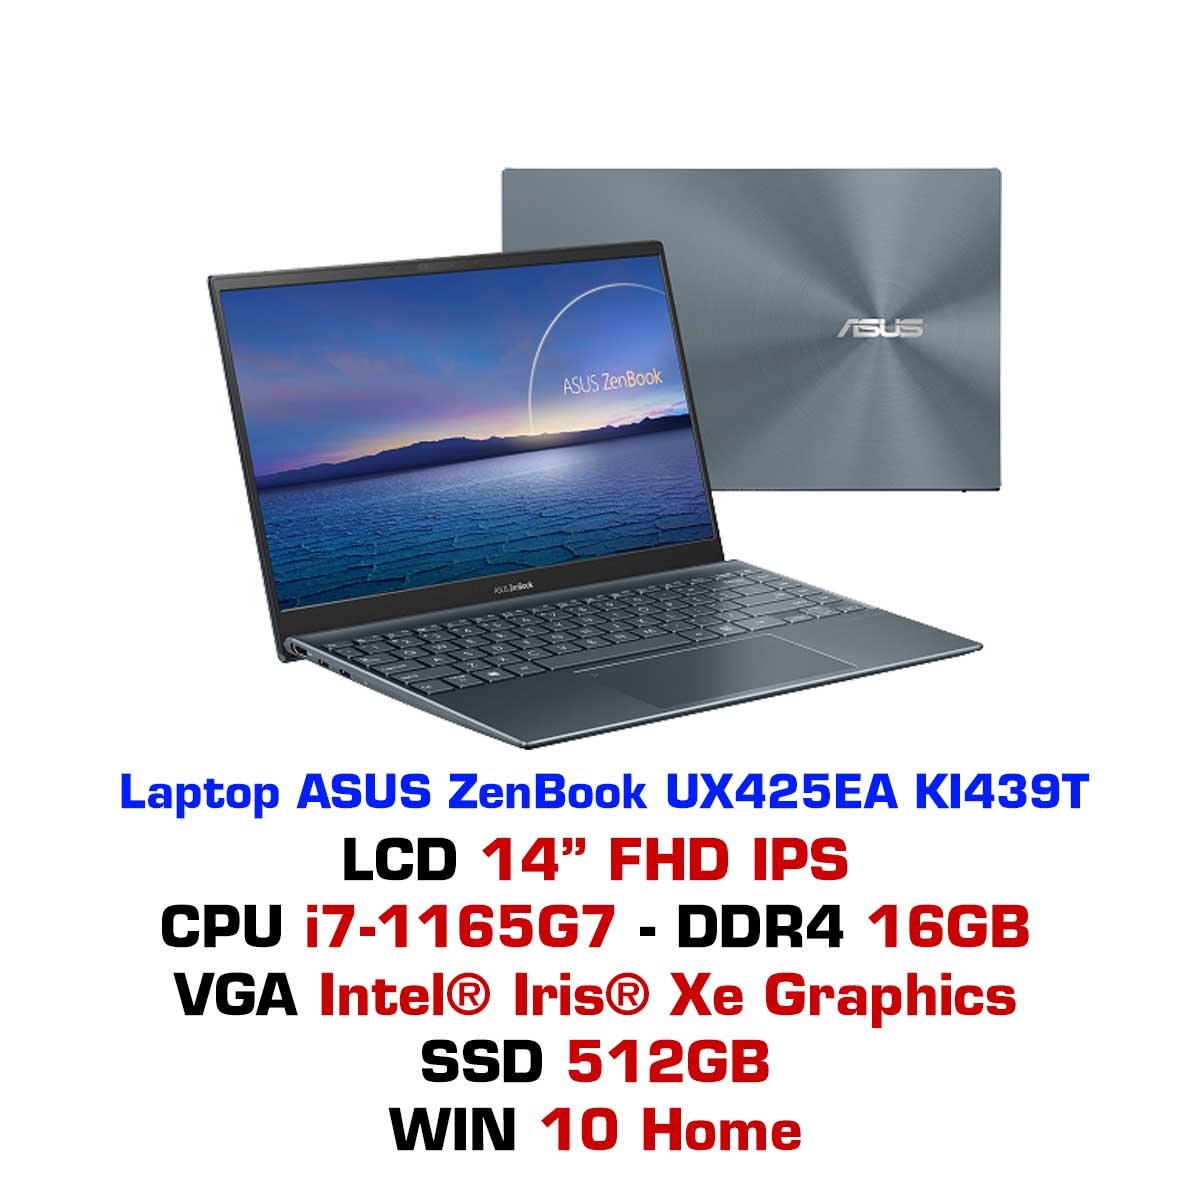 ASUS
ASUS ZenBook
ASUS ZenBook
Laptop ASUS ZenBook UX425EA KI439T
LCD 14” FHD IPS
CPU i7-1165G7 - DDR4 16GB
VGA Intel® Iris® Xe Graphics
SSD 512GB
WIN 10 Home